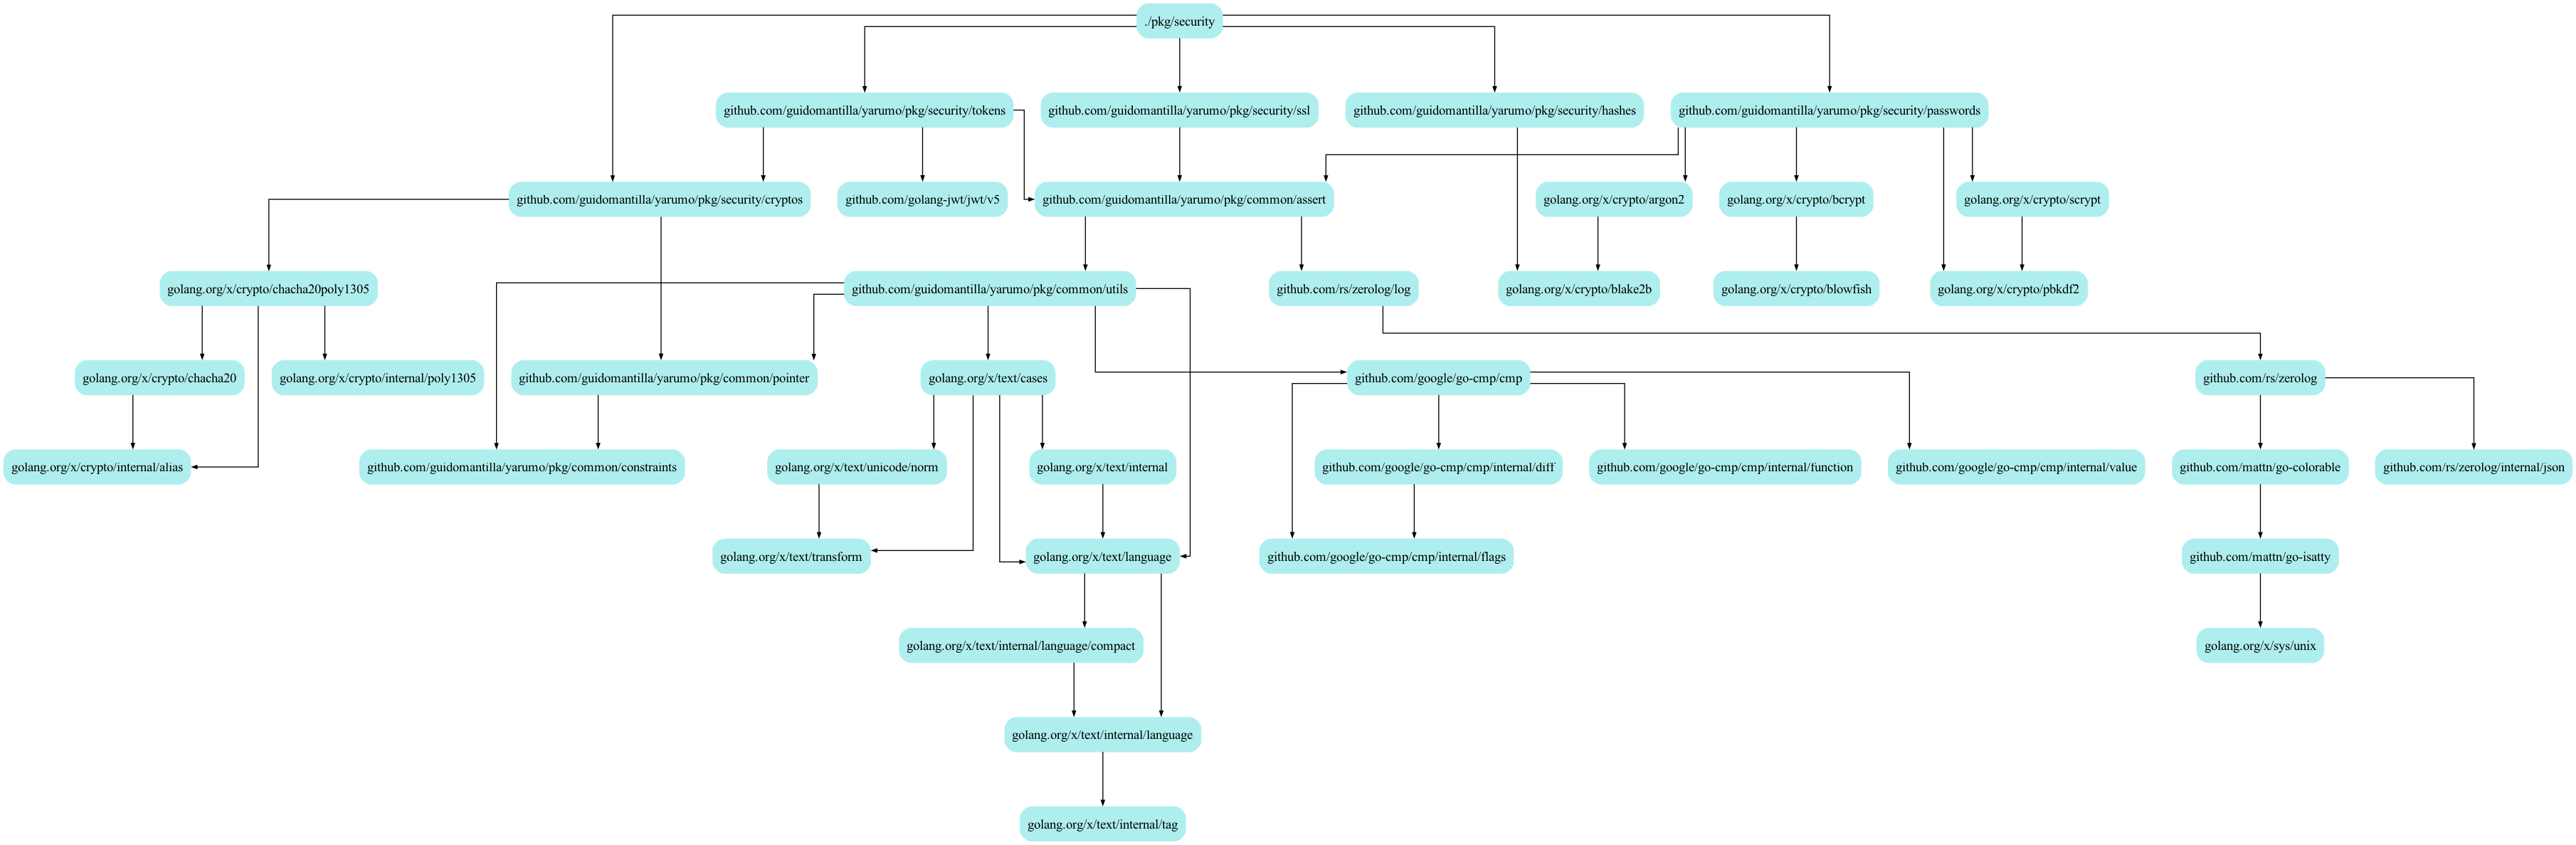 ./pkg/security
github.com/guidomantilla/yarumo/pkg/security/tokens
github.com/guidomantilla/yarumo/pkg/security/ssl
github.com/guidomantilla/yarumo/pkg/security/hashes
github.com/guidomantilla/yarumo/pkg/security/passwords
github.com/guidomantilla/yarumo/pkg/security/cryptos
github.com/golang-jwt/jwt/v5
github.com/guidomantilla/yarumo/pkg/common/assert
golang.org/x/crypto/argon2
golang.org/x/crypto/bcrypt
golang.org/x/crypto/scrypt
golang.org/x/crypto/chacha20poly1305
github.com/guidomantilla/yarumo/pkg/common/utils
github.com/rs/zerolog/log
golang.org/x/crypto/blake2b
golang.org/x/crypto/blowfish
golang.org/x/crypto/pbkdf2
golang.org/x/crypto/chacha20
golang.org/x/crypto/internal/poly1305
github.com/guidomantilla/yarumo/pkg/common/pointer
golang.org/x/text/cases
github.com/google/go-cmp/cmp
github.com/rs/zerolog
golang.org/x/crypto/internal/alias
github.com/guidomantilla/yarumo/pkg/common/constraints
golang.org/x/text/unicode/norm
golang.org/x/text/internal
github.com/google/go-cmp/cmp/internal/diff
github.com/google/go-cmp/cmp/internal/function
github.com/google/go-cmp/cmp/internal/value
github.com/mattn/go-colorable
github.com/rs/zerolog/internal/json
golang.org/x/text/transform
golang.org/x/text/language
github.com/google/go-cmp/cmp/internal/flags
github.com/mattn/go-isatty
golang.org/x/text/internal/language/compact
golang.org/x/sys/unix
golang.org/x/text/internal/language
golang.org/x/text/internal/tag